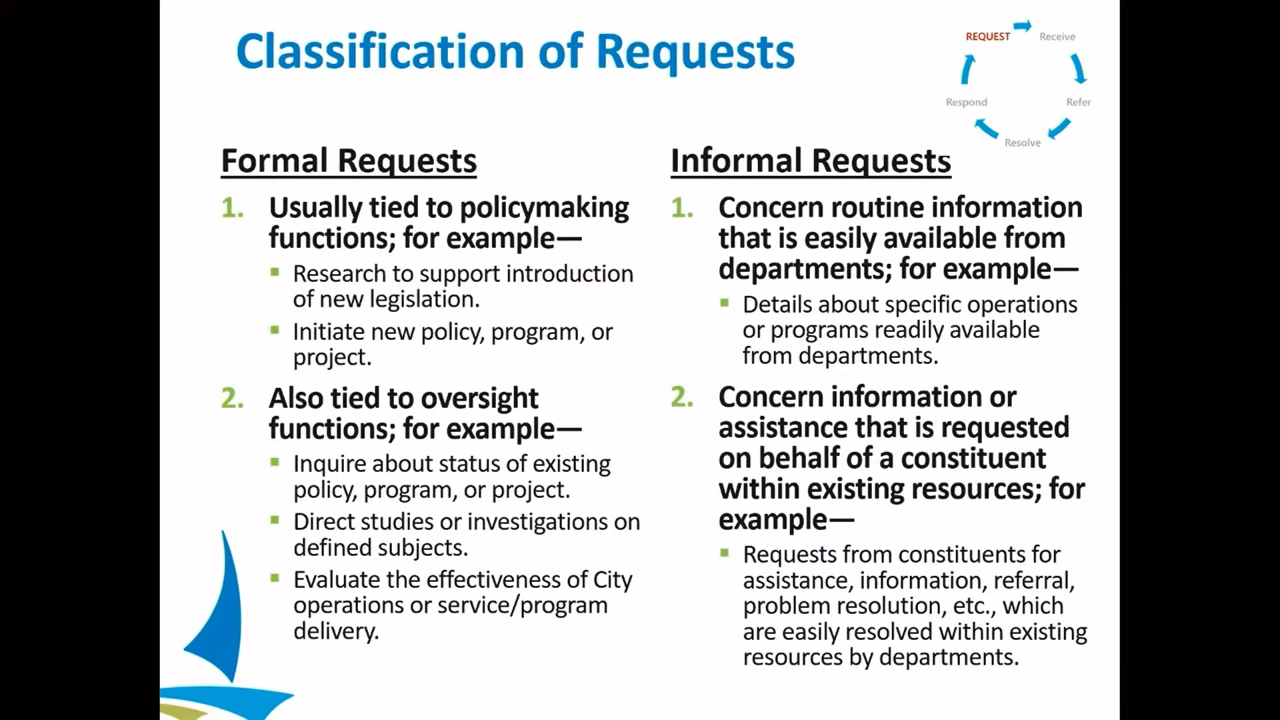 Classification of Requests
REQUEST
Receive
Refer
Resolve
Respond
Formal Requests
1. Usually tied to policymaking
functions; for example—
▪ Research to support introduction
of new legislation.
▪ Initiate new policy, program, or
project.
2. Also tied to oversight
functions; for example—
▪ Inquire about status of existing
policy, program, or project.
▪ Direct studies or investigations on
defined subjects.
▪ Evaluate the effectiveness of City
operations or service/program
delivery.
Informal Requests
1. Concern routine information
that is easily available from
departments; for example—
▪ Details about specific operations
or programs readily available
from departments.
2. Concern information or
assistance that is requested
on behalf of a constituent
within existing resources; for
example—
▪ Requests from constituents for
assistance, information, referral,
problem resolution, etc., which
are easily resolved within existing
resources by departments.